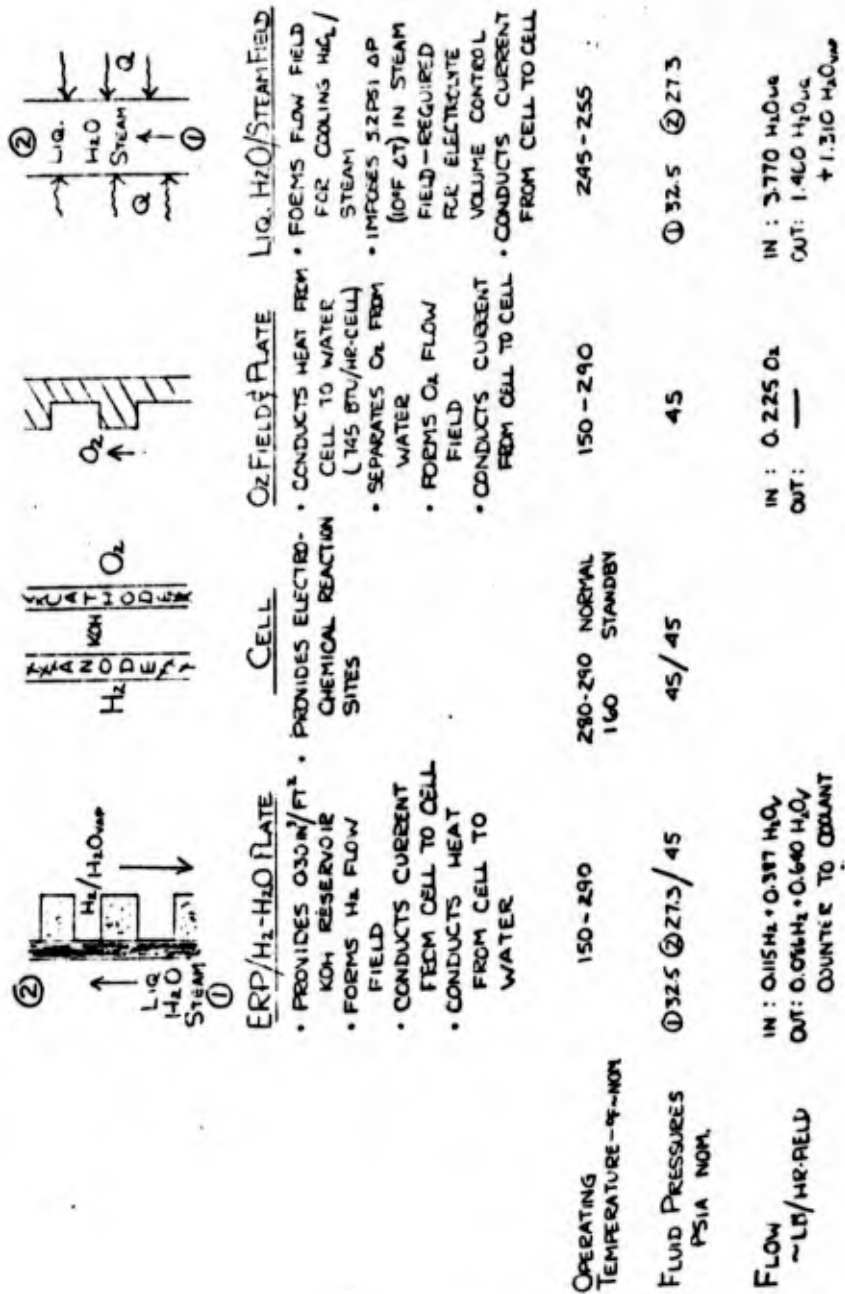 ②
H₂/H₂O VAP
LIQ
H₂O
STEAM
①
ERP/H₂-H₂O PLATE
• PROVIDES 0.30 IN³/FT²
KOH RESERVOIR
• FORMS H₂ FLOW
FIELD
• CONDUCTS CURRENT
FROM CELL TO CELL
• CONDUCTS HEAT
FROM CELL TO
WATER
H₂
ANODE
KOH
CATHODE
O₂
CELL
• PROVIDES ELECTRO-
CHEMICAL REACTION
SITES
O₂
O₂ FIELD & PLATE
• CONDUCTS HEAT FROM
CELL TO WATER
(745 BTU/HR-CELL)
• SEPARATES O₂ FROM
WATER
• FORMS O₂ FLOW
FIELD
• CONDUCTS CURRENT
FROM CELL TO CELL
②
LIQ.
H₂O
STEAM
①
Q
Q
LIQ. H₂O/STEAM FIELD
• FORMS FLOW FIELD
FOR COOLING
STEAM
• IMPOSES 5.2 PSI ΔP
(10°F ΔT) IN STEAM
FIELD-REQUIRED
FOR ELECTROLYTE
VOLUME CONTROL
• CONDUCTS CURRENT
FROM CELL TO CELL
OPERATING
TEMPERATURE-°F~NOM
150-290
280-290 NORMAL
160 STANDBY
150-290
245-255
FLUID PRESSURES
PSIA NOM.
① 32.5 ② 27.3 / 45
45/45
45
① 32.5 ② 27.3
FLOW
~LB/HR-FIELD
IN : 0.115 H₂ + 0.387 H₂OV
OUT: 0.086 H₂ + 0.640 H₂OV
COUNTER TO COOLANT
IN : 0.225 O₂
OUT: —
IN : 3.770 H₂O LIQ
OUT: 1.460 H₂O LIQ
+ 1.310 H₂O VAP